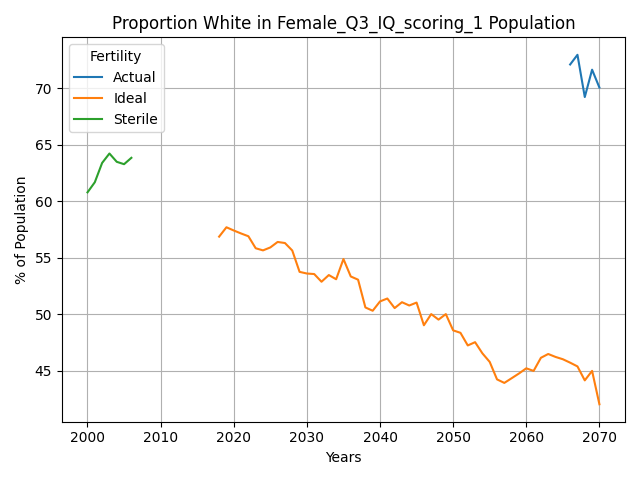 Proportion White in Female_Q3_IQ_scoring_1 Population
Fertility
Actual
Ideal
Sterile
% of Population
70
65
60
55
50
45
2000 2010 2020 2030 2040 2050 2060 2070
Years